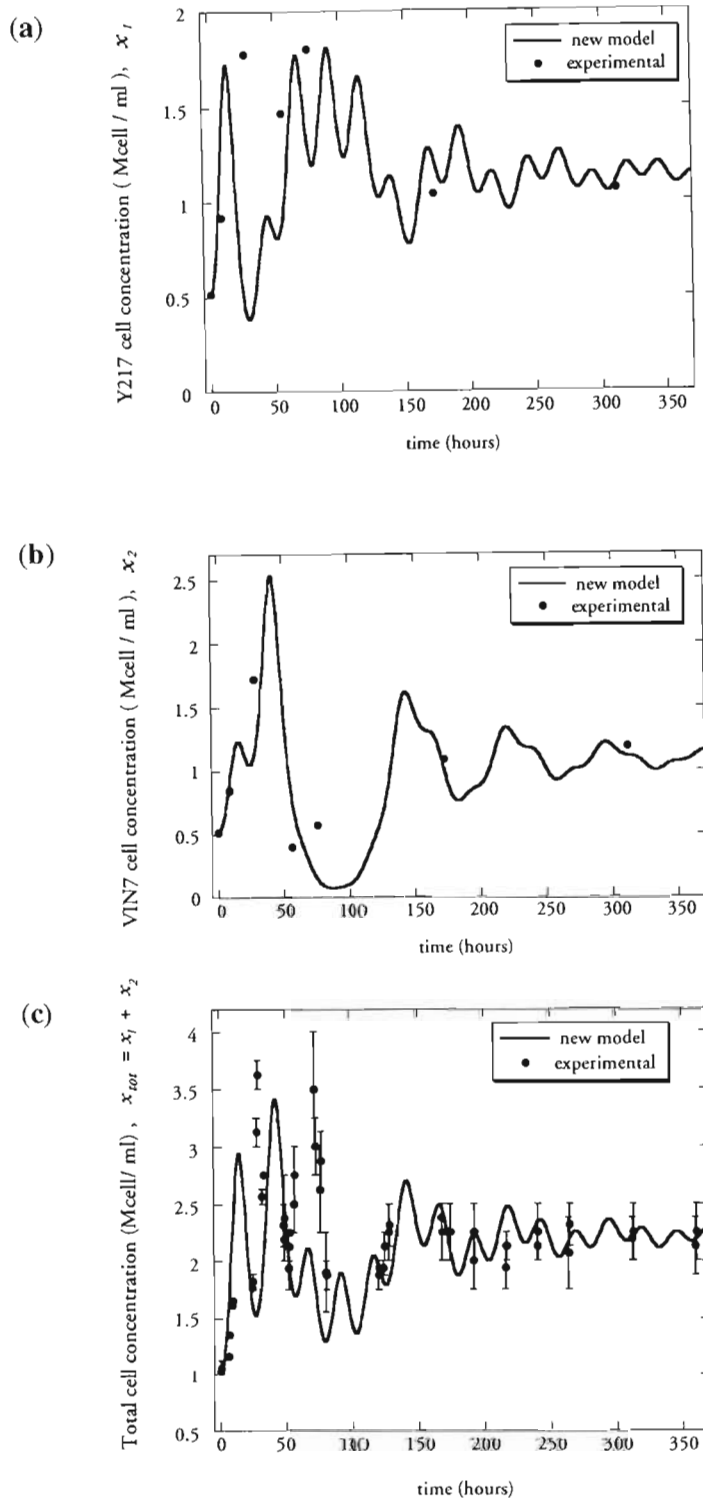 (a)
Y217 cell concentration ( Mcell / ml ), x1
2
1.5
1
0.5
0
new model
experimental
0 50 100 150 200 250 300 350
time (hours)
(b)
VIN7 cell concentration ( Mcell / ml ), x2
2.5
2
1.5
1
0.5
0
new model
experimental
0 50 100 150 200 250 300 350
time (hours)
(c)
Total cell concentration (Mcell/ ml) , xtot = x1 + x2
4
3.5
3
2.5
2
1.5
1
0.5
new model
experimental
0 50 100 150 200 250 300 350
time (hours)